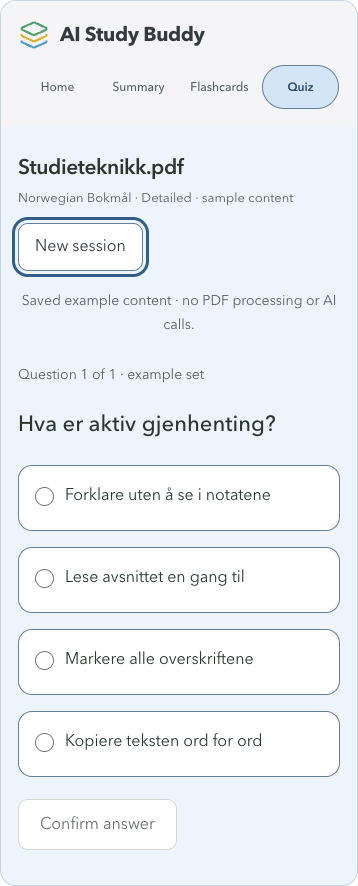 AI Study Buddy
Home Summary Flashcards Quiz
Studieteknikk.pdf
Norwegian Bokmål · Detailed · sample content
New session
Saved example content · no PDF processing or AI
calls.
Question 1 of 1 · example set
Hva er aktiv gjenhenting?
Forklare uten å se i notatene
Lese avsnittet en gang til
Markere alle overskriftene
Kopiere teksten ord for ord
Confirm answer